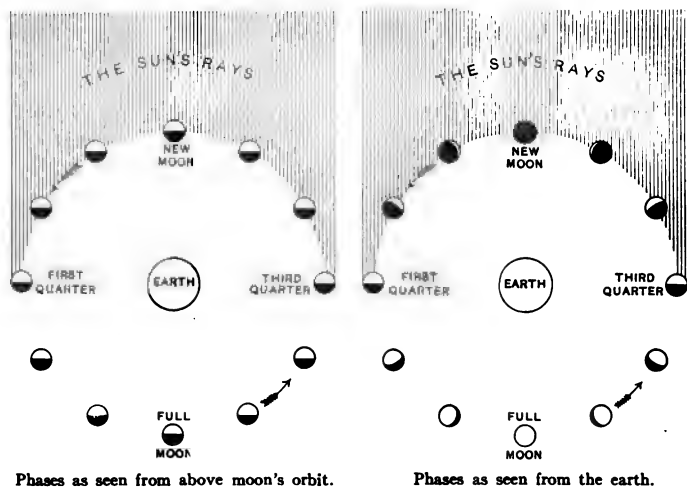 THE SUN'S RAYS
NEW
MOON
FIRST
QUARTER
EARTH
THIRD
QUARTER
FULL
MOON
Phases as seen from above moon's orbit.
THE SUN'S RAYS
NEW
MOON
FIRST
QUARTER
EARTH
THIRD
QUARTER
FULL
MOON
Phases as seen from the earth.